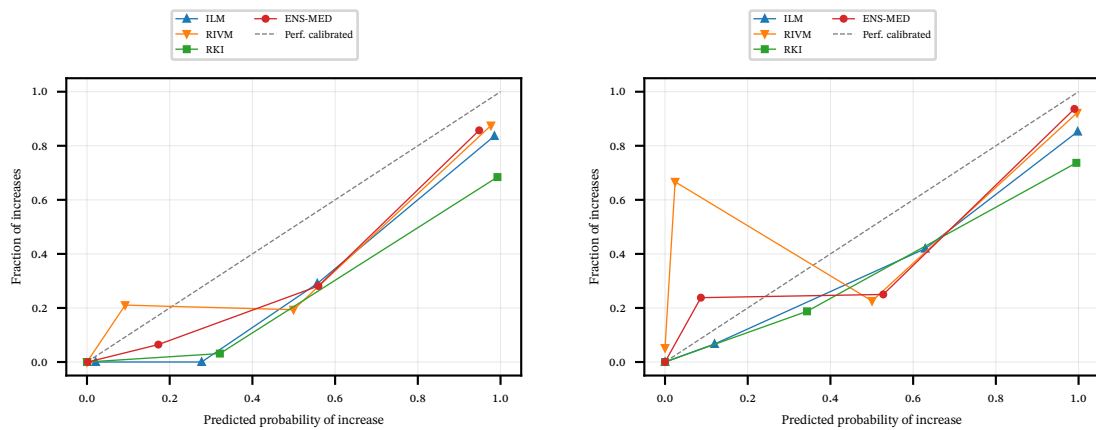 ILM
RIVM
RKI
ENS-MED
Perf. calibrated
1.0
0.8
0.6
0.4
0.2
0.0
Fraction of increases
0.0 0.2 0.4 0.6 0.8 1.0
Predicted probability of increase
ILM
RIVM
RKI
ENS-MED
Perf. calibrated
1.0
0.8
0.6
0.4
0.2
0.0
Fraction of increases
0.0 0.2 0.4 0.6 0.8 1.0
Predicted probability of increase